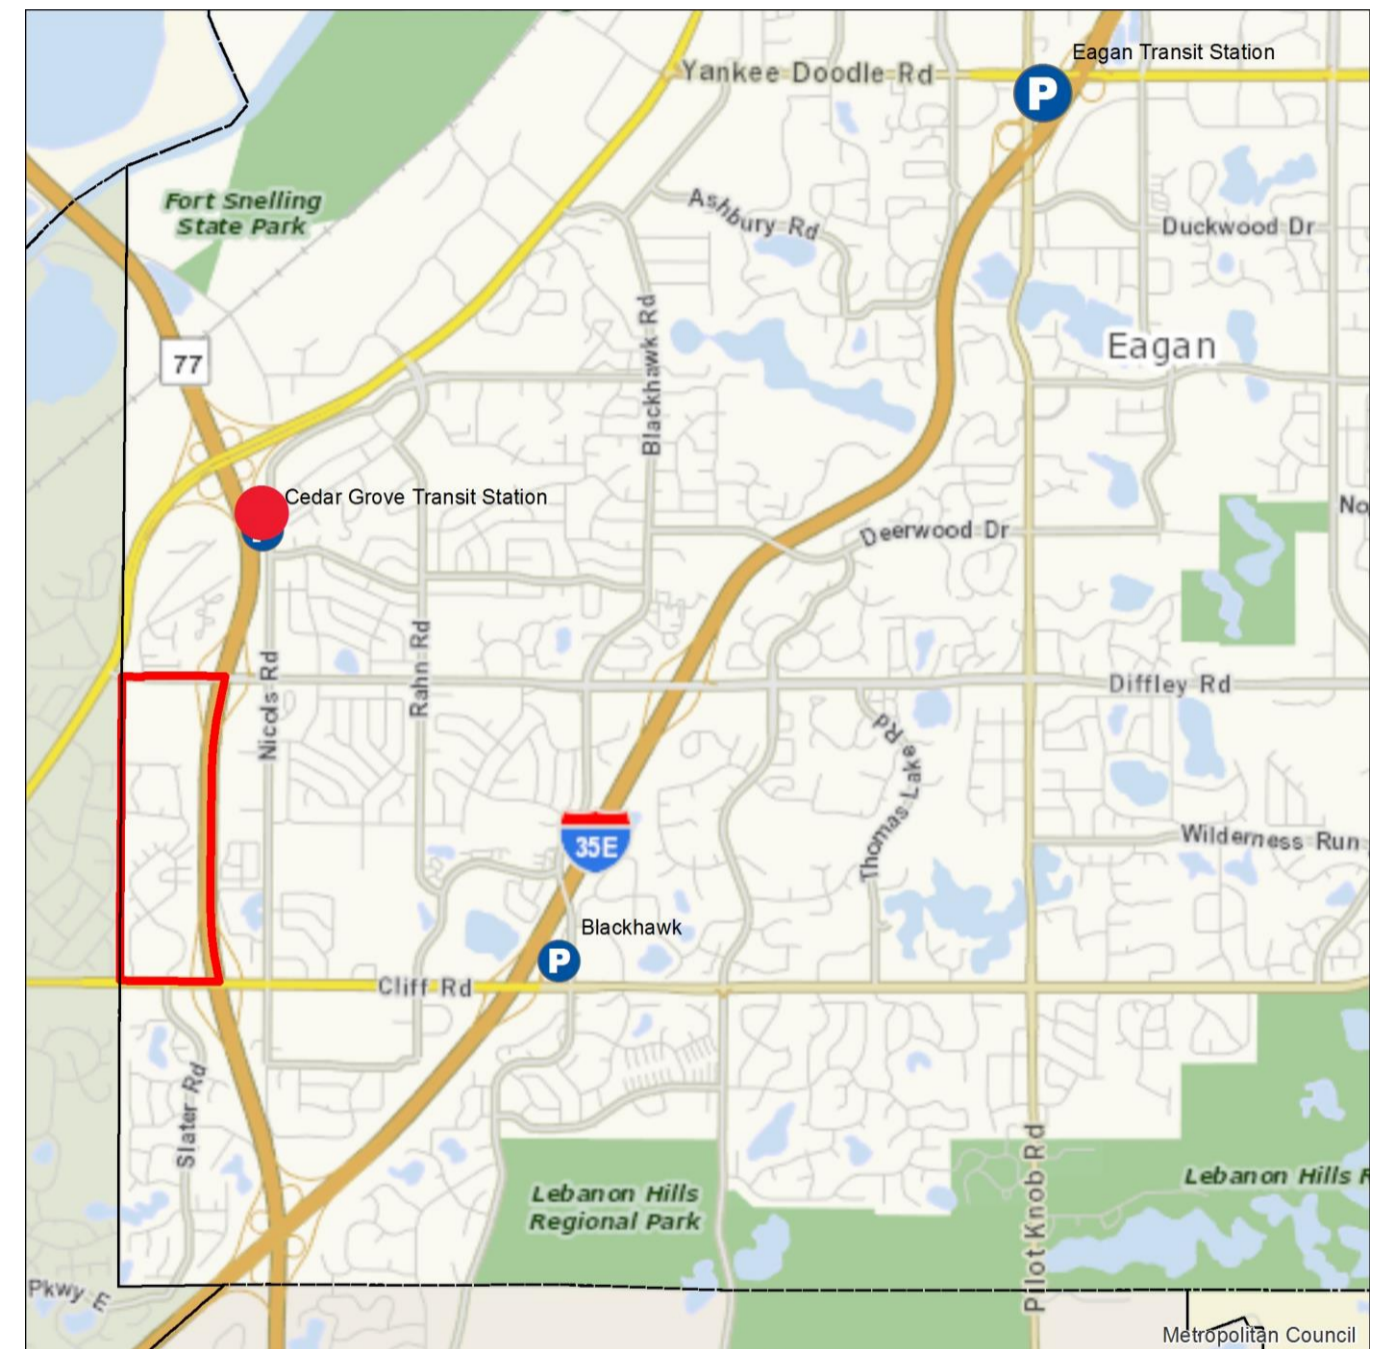 Eagan Transit Station
P
Yankee Doodle Rd
Fort Snelling
State Park
Ashbury Rd
Duckwood Dr
77
Blackhawk Rd
Eagan
Cedar Grove Transit Station
No
Deerwood Dr
Nicols Rd
Rahn Rd
Diffley Rd
Thomas Lake Rd
35E
Wilderness Run
Blackhawk
P
Cliff Rd
Slater Rd
Pilot Knob Rd
Lebanon Hills
Regional Park
Lebanon Hills R
Pkwy E
Metropolitan Council